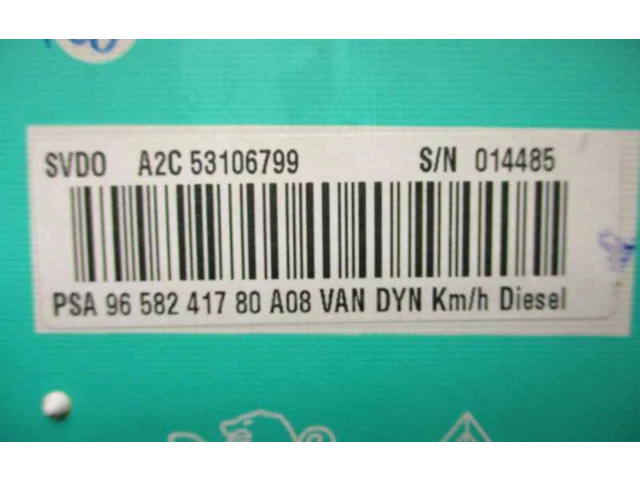 SVDO A2C 53106799 S/N 014485
PSA 96 582 417 80 A08 VAN DYN Km/h Diesel